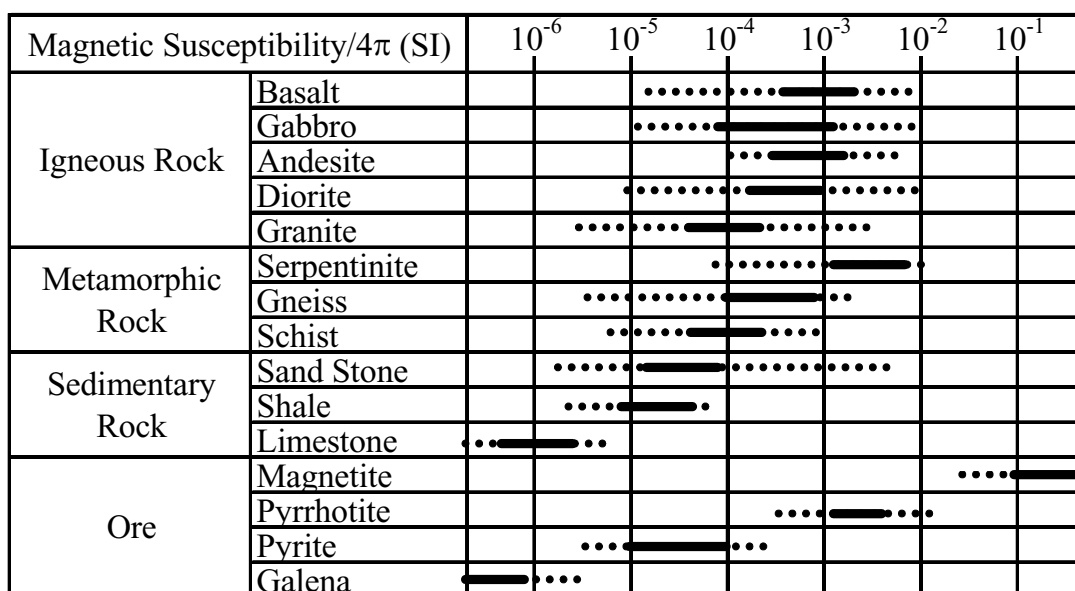 Magnetic Susceptibility/4π (SI) 10⁻⁶ 10⁻⁵ 10⁻⁴ 10⁻³ 10⁻² 10⁻¹
Igneous Rock
Basalt
Gabbro
Andesite
Diorite
Granite
Metamorphic
Rock
Serpentinite
Gneiss
Schist
Sedimentary
Rock
Sand Stone
Shale
Limestone
Ore
Magnetite
Pyrrhotite
Pyrite
Galena